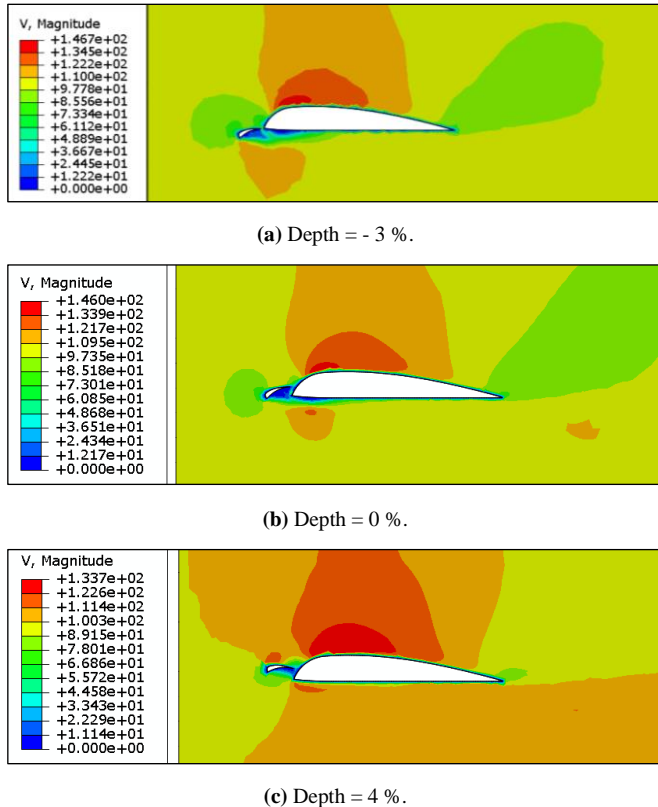 V, Magnitude
+1.467e+02
+1.345e+02
+1.222e+02
+1.100e+02
+9.778e+01
+8.556e+01
+7.334e+01
+6.112e+01
+4.889e+01
+3.667e+01
+2.445e+01
+1.222e+01
+0.000e+00
(a) Depth = - 3 %.
V, Magnitude
+1.460e+02
+1.339e+02
+1.217e+02
+1.095e+02
+9.735e+01
+8.518e+01
+7.301e+01
+6.085e+01
+4.868e+01
+3.651e+01
+2.434e+01
+1.217e+01
+0.000e+00
(b) Depth = 0 %.
V, Magnitude
+1.337e+02
+1.226e+02
+1.114e+02
+1.003e+02
+8.915e+01
+7.801e+01
+6.686e+01
+5.572e+01
+4.458e+01
+3.343e+01
+2.229e+01
+1.114e+01
+0.000e+00
(c) Depth = 4 %.